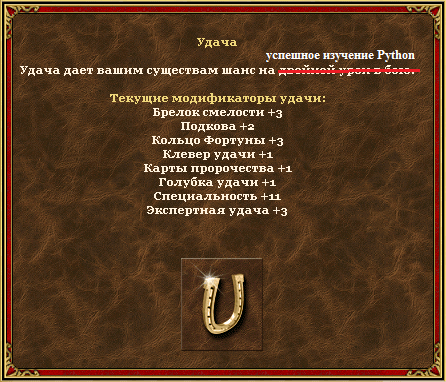 Удача
успешное изучение Python
Удача дает вашим существам шанс на двойной урон в бою.
Текущие модификаторы удачи:
Брелок смелости +3
Подкова +2
Кольцо Фортуны +3
Клевер удачи +1
Карты пророчества +1
Голубка удачи +1
Специальность +11
Экспертная удача +3